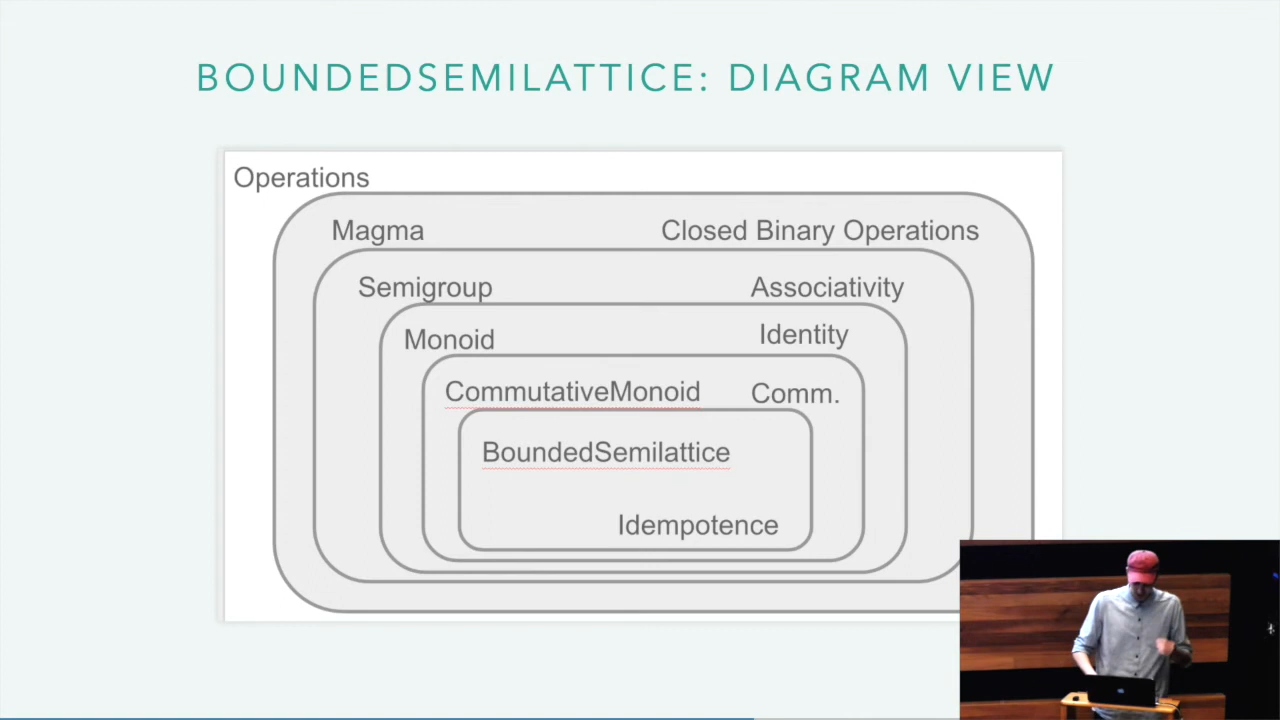 BOUNDEDSEMILATTICE: DIAGRAM VIEW
Operations
Magma
Closed Binary Operations
Semigroup
Associativity
Monoid
Identity
CommutativeMonoid
Comm.
BoundedSemilattice
Idempotence